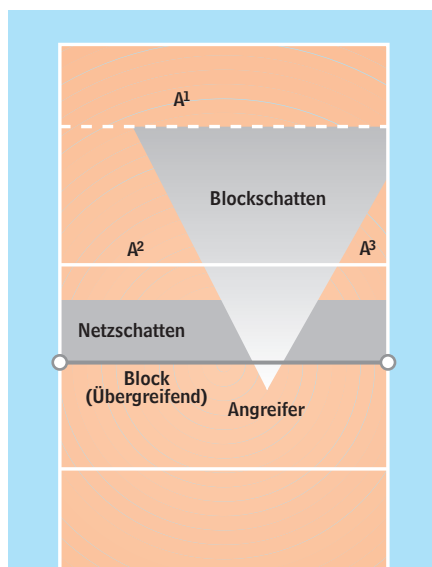 A¹
Blockschatten
A² A³
Netzschatten
Block
(Übergreifend)
Angreifer